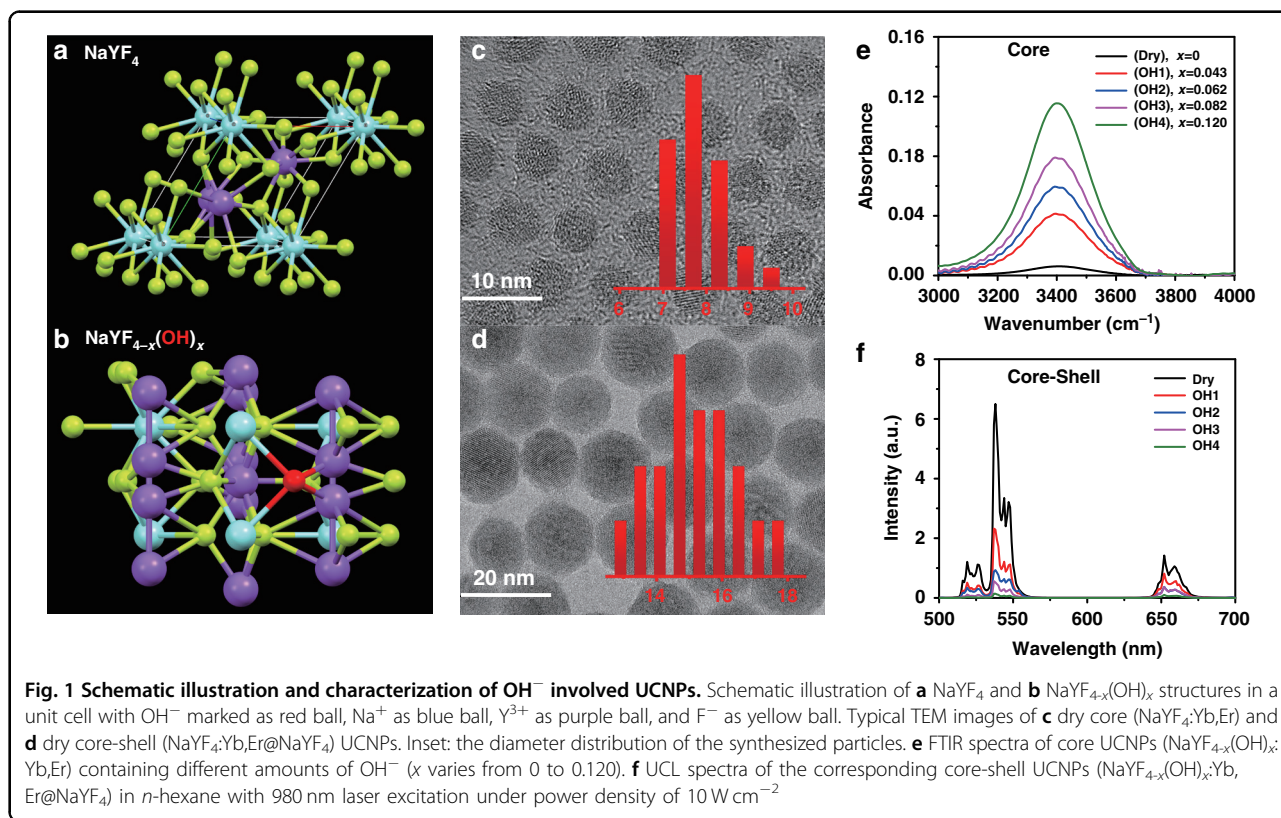 a NaYF₄
b NaYF₄₋ₓ(OH)ₓ
c
10 nm
6 7 8 9 10
d
20 nm
14 16 18
e
Core
(Dry), x=0
(OH1), x=0.043
(OH2), x=0.062
(OH3), x=0.082
(OH4), x=0.120
0.16
0.12
0.18
0.04
0.00
Absorbance
3000 3200 3400 3600 3800 4000
Wavenumber (cm⁻¹)
f
Core-Shell
Dry
OH1
OH2
OH3
OH4
8
6
4
2
0
Intensity (a.u.)
500 550 600 650 700
Wavelength (nm)
Fig. 1 Schematic illustration and characterization of OH⁻ involved UCNPs. Schematic illustration of a NaYF₄ and b NaYF₄₋ₓ(OH)ₓ structures in a
unit cell with OH⁻ marked as red ball, Na⁺ as blue ball, Y³⁺ as purple ball, and F⁻ as yellow ball. Typical TEM images of c dry core (NaYF₄:Yb,Er) and
d dry core-shell (NaYF₄:Yb,Er@NaYF₄) UCNPs. Inset: the diameter distribution of the synthesized particles. e FTIR spectra of core UCNPs (NaYF₄₋ₓ(OH)ₓ:
Yb,Er) containing different amounts of OH⁻ (x varies from 0 to 0.120). f UCL spectra of the corresponding core-shell UCNPs (NaYF₄₋ₓ(OH)ₓ:Yb,
Er@NaYF₄) in n-hexane with 980 nm laser excitation under power density of 10 W cm⁻²